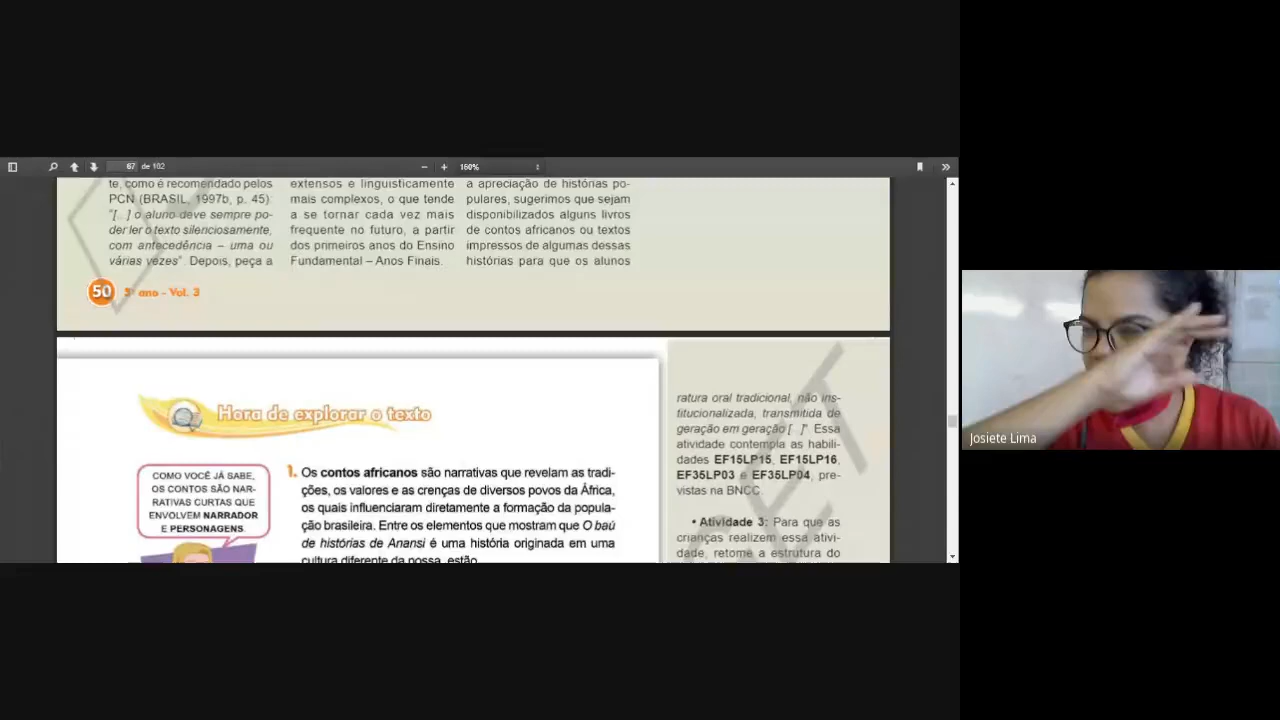 67 de 102
160%
te, como é recomendado pelos
PCN (BRASIL, 1997b, p. 45):
"[...] o aluno deve sempre po-
der ler o texto silenciosamente,
com antecedência – uma ou
várias vezes". Depois, peça a
extensos e linguisticamente
mais complexos, o que tende
a se tornar cada vez mais
frequente no futuro, a partir
dos primeiros anos do Ensino
Fundamental – Anos Finais.
a apreciação de histórias po-
pulares, sugerimos que sejam
disponibilizados alguns livros
de contos africanos ou textos
impressos de algumas dessas
histórias para que os alunos
50 3º ano - Vol. 3
Hora de explorar o texto
COMO VOCÊ JÁ SABE,
OS CONTOS SÃO NAR-
RATIVAS CURTAS QUE
ENVOLVEM NARRADOR
E PERSONAGENS.
1. Os contos africanos são narrativas que revelam as tradi-
ções, os valores e as crenças de diversos povos da África,
os quais influenciaram diretamente a formação da popula-
ção brasileira. Entre os elementos que mostram que O baú
de histórias de Anansi é uma história originada em uma
cultura diferente da nossa, estão
ratura oral tradicional, não ins-
titucionalizada, transmitida de
geração em geração [...]". Essa
atividade contempla as habili-
dades EF15LP15, EF15LP16,
EF35LP03 e EF35LP04, pre-
vistas na BNCC.
• Atividade 3: Para que as
crianças realizem essa ativi-
dade, retome a estrutura do
Josiete Lima